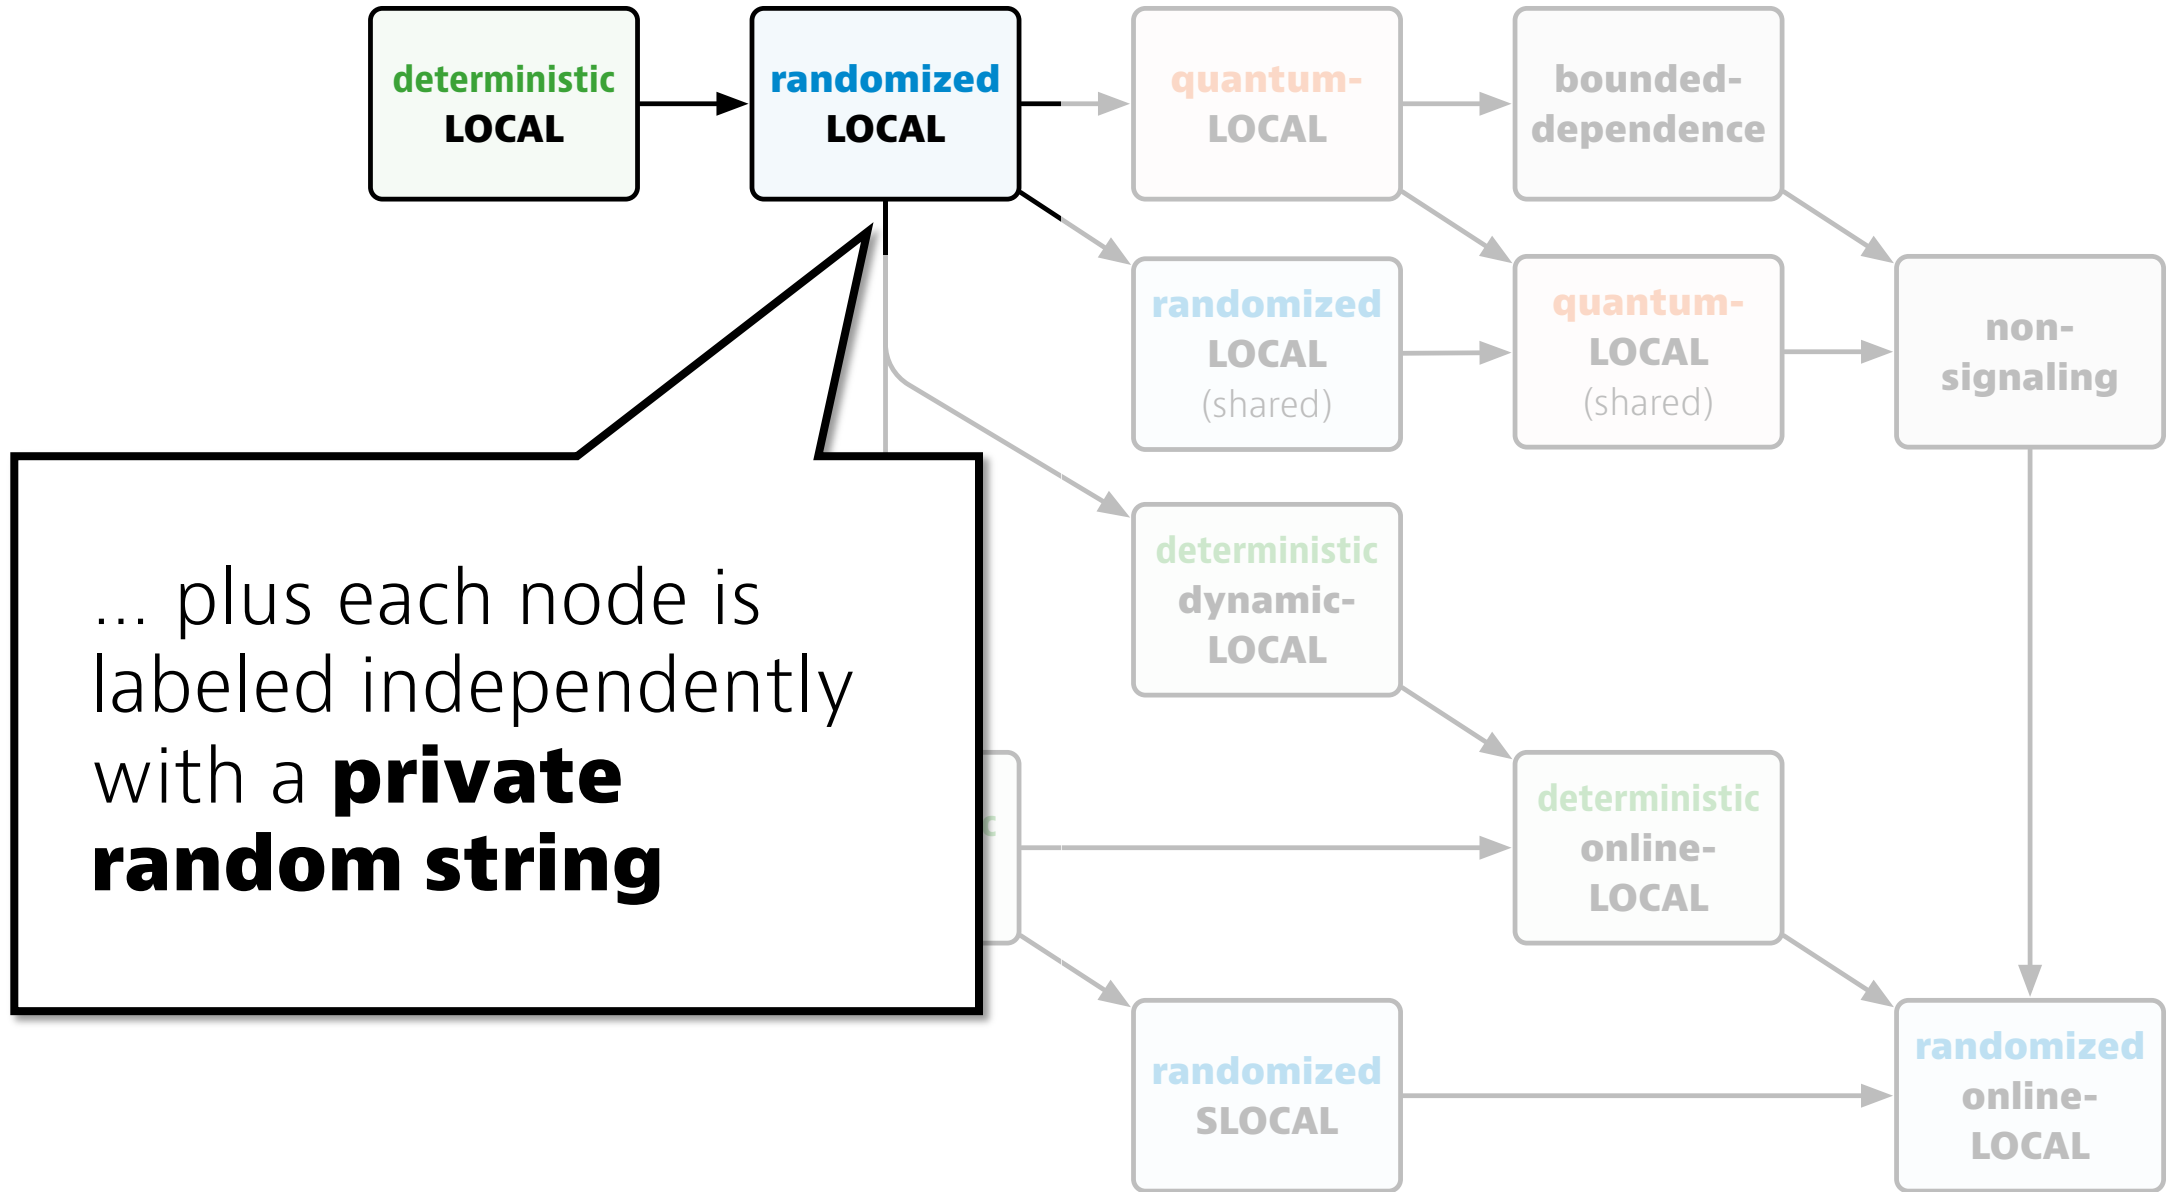 deterministic
LOCAL
randomized
LOCAL
quantum-
LOCAL
bounded-
dependence
randomized
LOCAL
(shared)
quantum-
LOCAL
(shared)
non-
signaling
... plus each node is
labeled independently
with a private
random string
deterministic
dynamic-
LOCAL
c
deterministic
online-
LOCAL
randomized
SLOCAL
randomized
online-
LOCAL